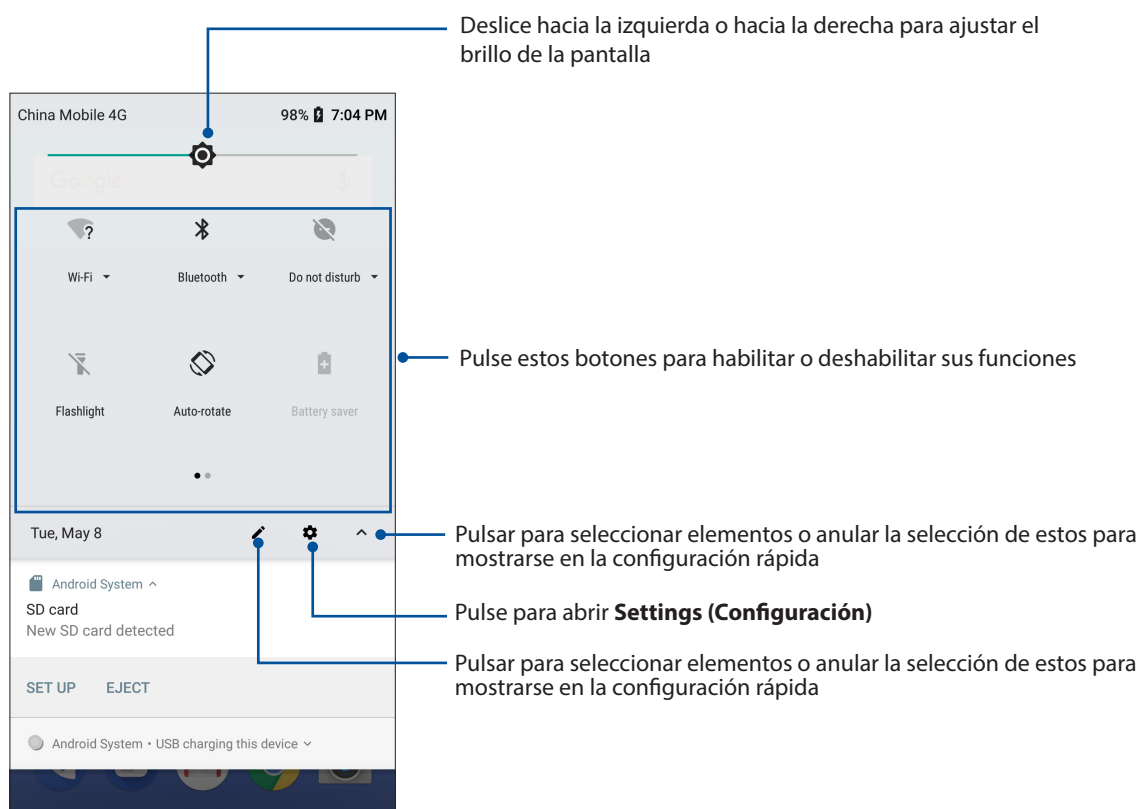 Deslice hacia la izquierda o hacia la derecha para ajustar el
brillo de la pantalla
China Mobile 4G 98% 7:04 PM
Google
?
Wi-Fi Bluetooth Do not disturb
Pulse estos botones para habilitar o deshabilitar sus funciones
Flashlight Auto-rotate Battery saver
Tue, May 8
Pulsar para seleccionar elementos o anular la selección de estos para
mostrarse en la configuración rápida
Android System
SD card
New SD card detected
Pulse para abrir Settings (Configuración)
Pulsar para seleccionar elementos o anular la selección de estos para
mostrarse en la configuración rápida
SET UP EJECT
Android System • USB charging this device